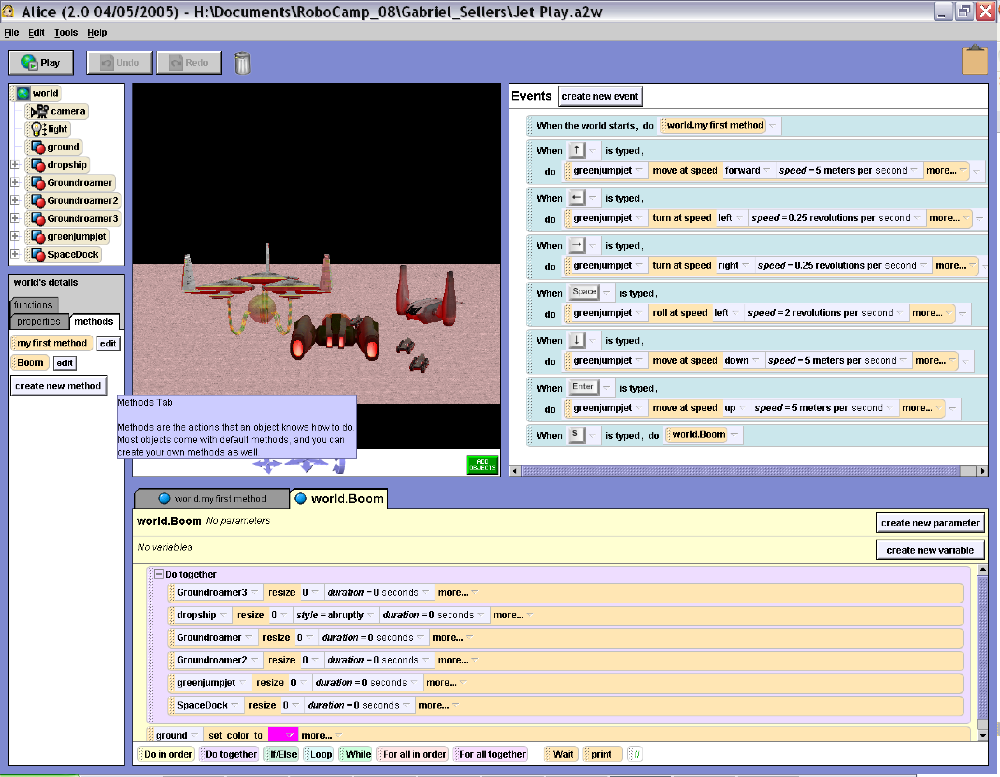 Alice (2.0 04/05/2005) - H:\Documents\RoboCamp_08\Gabriel_Sellers\Jet Play.a2w
File Edit Tools Help
Play Undo Redo
world
camera
light
ground
dropship
Groundroamer
Groundroamer2
Groundroamer3
greenjumpjet
SpaceDock
world's details
functions
properties methods
my first method edit
Boom edit
create new method
Methods Tab
Methods are the actions that an object knows how to do.
Most objects come with default methods, and you can
create your own methods as well.
ADD
OBJECTS
Events create new event
When the world starts, do world.my first method
When ↑ is typed,
do greenjumpjet move at speed forward speed = 5 meters per second more...
When ← is typed,
do greenjumpjet turn at speed left speed = 0.25 revolutions per second more...
When → is typed,
do greenjumpjet turn at speed right speed = 0.25 revolutions per second more...
When Space is typed,
do greenjumpjet roll at speed left speed = 2 revolutions per second more...
When ↓ is typed,
do greenjumpjet move at speed down speed = 5 meters per second more...
When Enter is typed,
do greenjumpjet move at speed up speed = 5 meters per second more...
When S is typed, do world.Boom
world.my first method world.Boom
world.Boom No parameters create new parameter
No variables create new variable
Do together
Groundroamer3 resize 0 duration = 0 seconds more...
dropship resize 0 style = abruptly duration = 0 seconds more...
Groundroamer resize 0 duration = 0 seconds more...
Groundroamer2 resize 0 duration = 0 seconds more...
greenjumpjet resize 0 duration = 0 seconds more...
SpaceDock resize 0 duration = 0 seconds more...
ground set color to more...
Do in order Do together If/Else Loop While For all in order For all together Wait print //